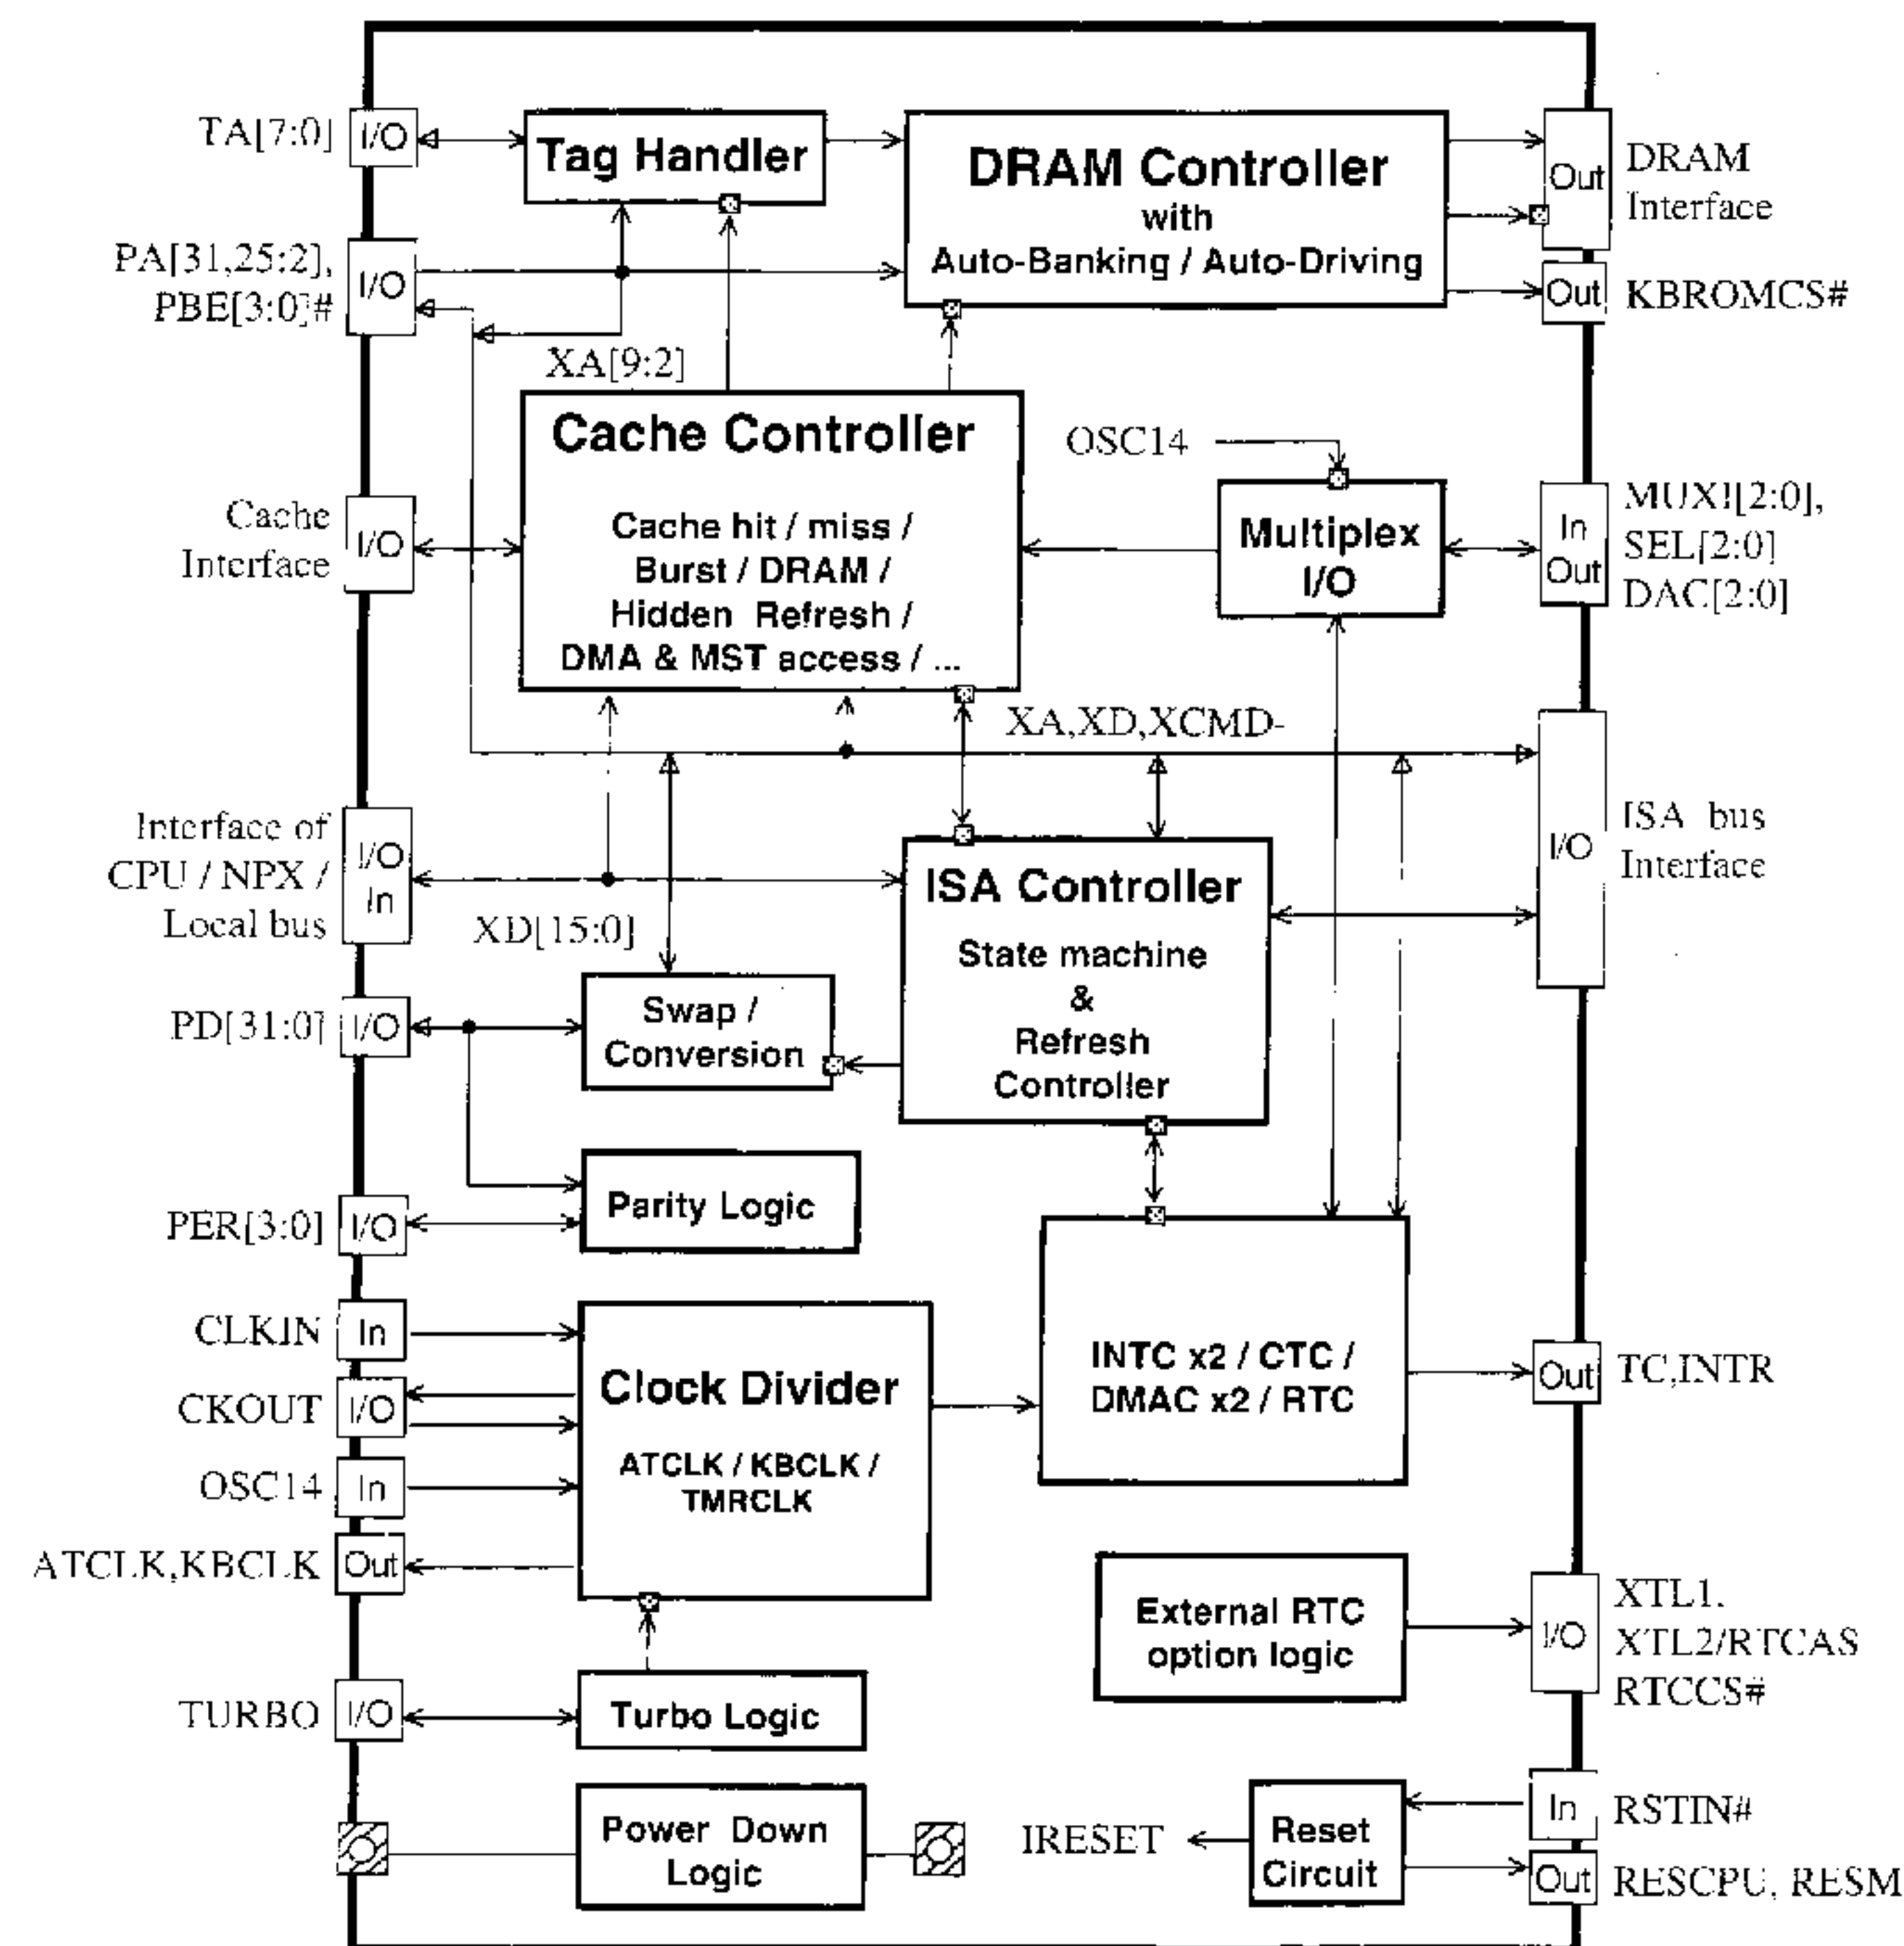 TA[7:0]
I/O
Tag Handler
DRAM Controller
with
Auto-Banking / Auto-Driving
Out
DRAM
Interface
PA[31,25:2],
PBE[3:0]#
I/O
Out
KBROMCS#
XA[9:2]
Cache Controller
Cache hit / miss /
Burst / DRAM /
Hidden Refresh /
DMA & MST access / ...
Cache
Interface
I/O
OSC14
Multiplex
I/O
In
Out
MUXI[2:0],
SEL[2:0]
DAC[2:0]
XA,XD,XCMD-
Interface of
CPU / NPX /
Local bus
I/O
In
ISA Controller
State machine
&
Refresh
Controller
I/O
ISA bus
Interface
XD[15:0]
PD[31:0]
I/O
Swap /
Conversion
Parity Logic
PER[3:0]
I/O
CLKIN
In
CKOUT
I/O
OSC14
In
ATCLK,KBCLK
Out
Clock Divider
ATCLK / KBCLK /
TMRCLK
INTC x2 / CTC /
DMAC x2 / RTC
Out
TC,INTR
External RTC
option logic
I/O
XTL1,
XTL2/RTCAS
RTCCS#
TURBO
I/O
Turbo Logic
Power Down
Logic
IRESET
Reset
Circuit
In
RSTIN#
Out
RESCPU, RESM